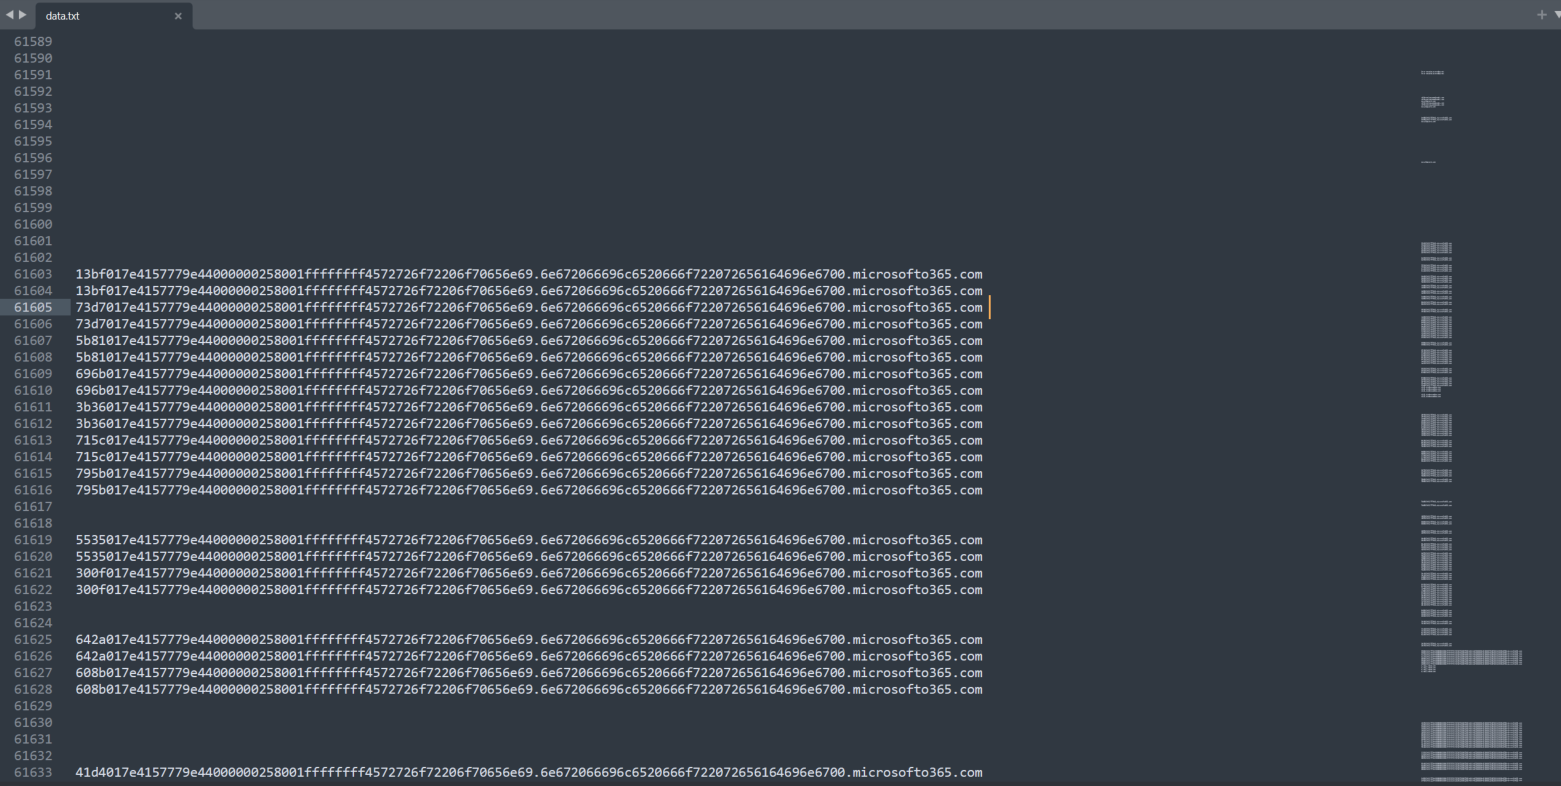 data.txt
61589
61590
61591
61592
61593
61594
61595
61596
61597
61598
61599
61600
61601
61602
61603 13bf017e4157779e44000000258001ffffffff4572726f72206f70656e69.6e672066696c6520666f722072656164696e6700.microsofto365.com
61604 13bf017e4157779e44000000258001ffffffff4572726f72206f70656e69.6e672066696c6520666f722072656164696e6700.microsofto365.com
61605 73d7017e4157779e44000000258001ffffffff4572726f72206f70656e69.6e672066696c6520666f722072656164696e6700.microsofto365.com
61606 73d7017e4157779e44000000258001ffffffff4572726f72206f70656e69.6e672066696c6520666f722072656164696e6700.microsofto365.com
61607 5b81017e4157779e44000000258001ffffffff4572726f72206f70656e69.6e672066696c6520666f722072656164696e6700.microsofto365.com
61608 5b81017e4157779e44000000258001ffffffff4572726f72206f70656e69.6e672066696c6520666f722072656164696e6700.microsofto365.com
61609 696b017e4157779e44000000258001ffffffff4572726f72206f70656e69.6e672066696c6520666f722072656164696e6700.microsofto365.com
61610 696b017e4157779e44000000258001ffffffff4572726f72206f70656e69.6e672066696c6520666f722072656164696e6700.microsofto365.com
61611 3b36017e4157779e44000000258001ffffffff4572726f72206f70656e69.6e672066696c6520666f722072656164696e6700.microsofto365.com
61612 3b36017e4157779e44000000258001ffffffff4572726f72206f70656e69.6e672066696c6520666f722072656164696e6700.microsofto365.com
61613 715c017e4157779e44000000258001ffffffff4572726f72206f70656e69.6e672066696c6520666f722072656164696e6700.microsofto365.com
61614 715c017e4157779e44000000258001ffffffff4572726f72206f70656e69.6e672066696c6520666f722072656164696e6700.microsofto365.com
61615 795b017e4157779e44000000258001ffffffff4572726f72206f70656e69.6e672066696c6520666f722072656164696e6700.microsofto365.com
61616 795b017e4157779e44000000258001ffffffff4572726f72206f70656e69.6e672066696c6520666f722072656164696e6700.microsofto365.com
61617
61618
61619 5535017e4157779e44000000258001ffffffff4572726f72206f70656e69.6e672066696c6520666f722072656164696e6700.microsofto365.com
61620 5535017e4157779e44000000258001ffffffff4572726f72206f70656e69.6e672066696c6520666f722072656164696e6700.microsofto365.com
61621 300f017e4157779e44000000258001ffffffff4572726f72206f70656e69.6e672066696c6520666f722072656164696e6700.microsofto365.com
61622 300f017e4157779e44000000258001ffffffff4572726f72206f70656e69.6e672066696c6520666f722072656164696e6700.microsofto365.com
61623
61624
61625 642a017e4157779e44000000258001ffffffff4572726f72206f70656e69.6e672066696c6520666f722072656164696e6700.microsofto365.com
61626 642a017e4157779e44000000258001ffffffff4572726f72206f70656e69.6e672066696c6520666f722072656164696e6700.microsofto365.com
61627 608b017e4157779e44000000258001ffffffff4572726f72206f70656e69.6e672066696c6520666f722072656164696e6700.microsofto365.com
61628 608b017e4157779e44000000258001ffffffff4572726f72206f70656e69.6e672066696c6520666f722072656164696e6700.microsofto365.com
61629
61630
61631
61632
61633 41d4017e4157779e44000000258001ffffffff4572726f72206f70656e69.6e672066696c6520666f722072656164696e6700.microsofto365.com